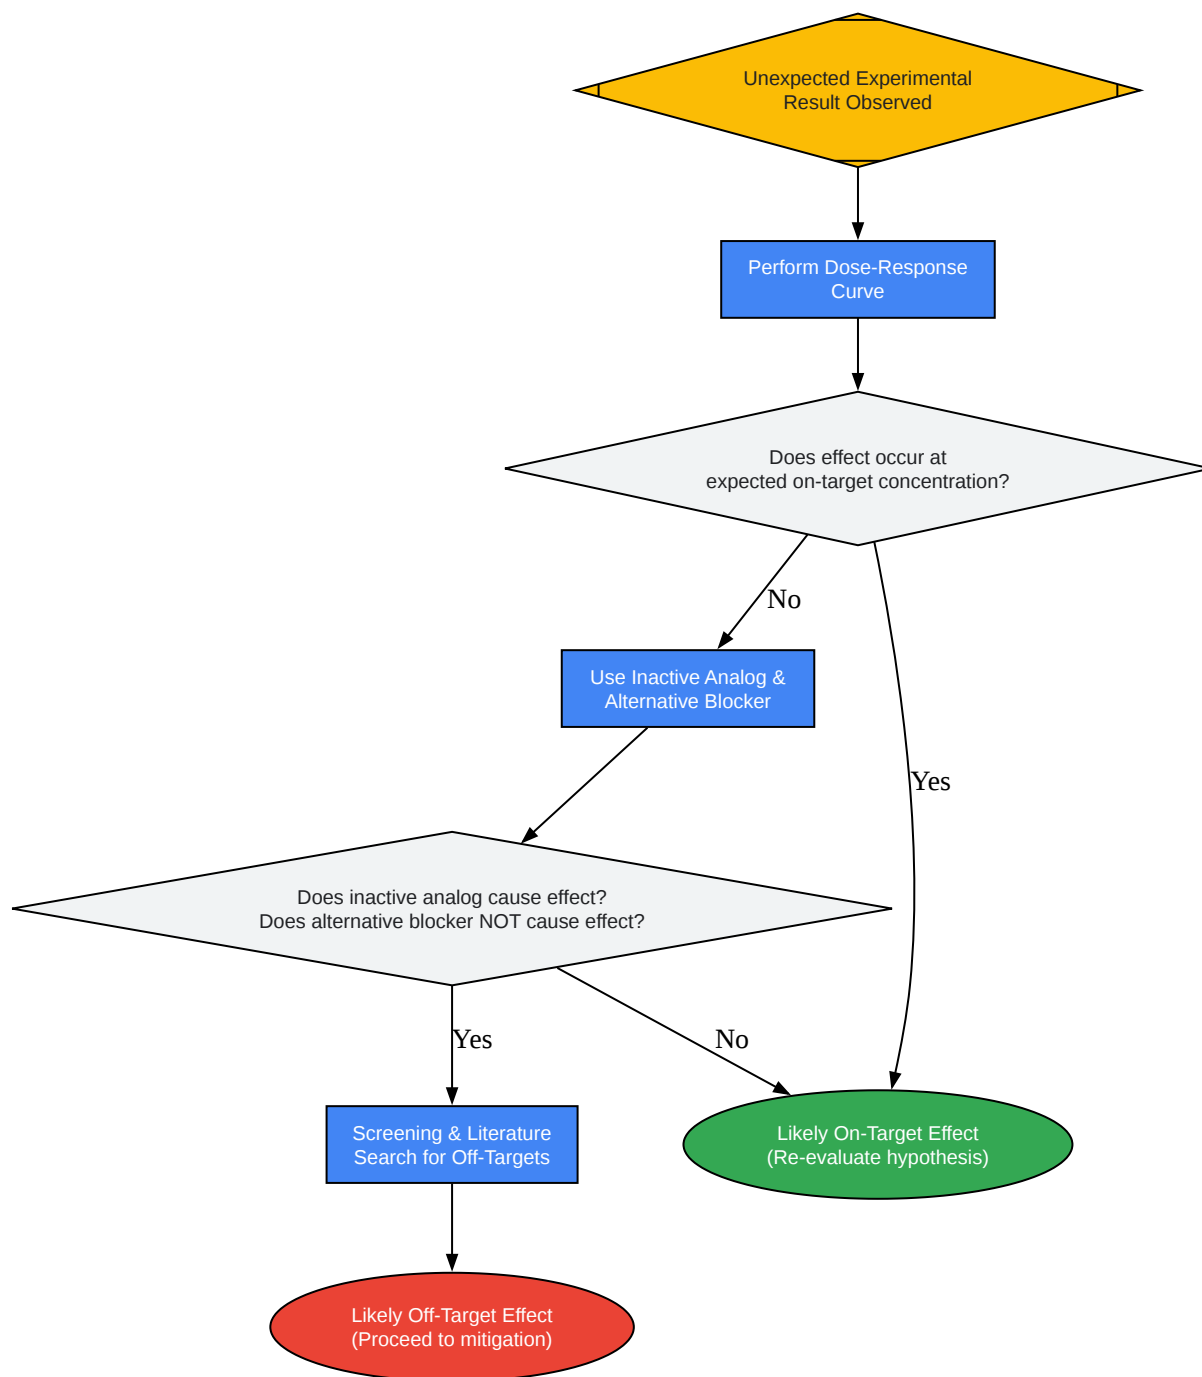 Unexpected Experimental
Result Observed
Perform Dose-Response
Curve
Does effect occur at
expected on-target concentration?
No
Use Inactive Analog &
Alternative Blocker
Yes
Does inactive analog cause effect?
Does alternative blocker NOT cause effect?
Yes
No
Screening & Literature
Search for Off-Targets
Likely On-Target Effect
(Re-evaluate hypothesis)
Likely Off-Target Effect
(Proceed to mitigation)